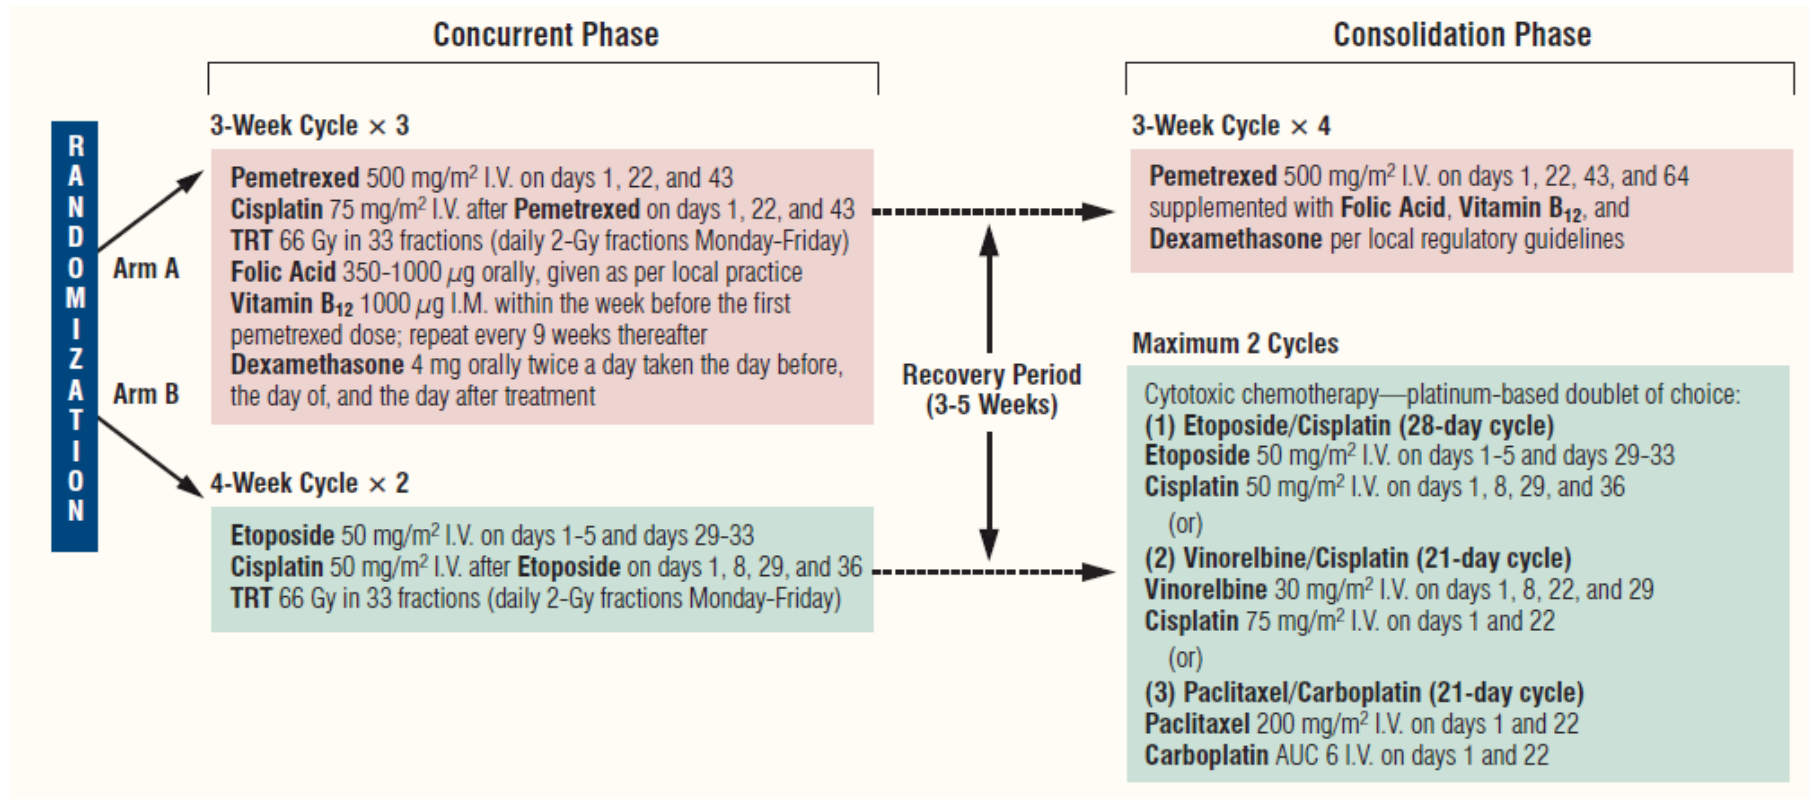 Concurrent Phase
Consolidation Phase
RANDOMIZATION
Arm A
Arm B
3-Week Cycle × 3
Pemetrexed 500 mg/m² I.V. on days 1, 22, and 43
Cisplatin 75 mg/m² I.V. after Pemetrexed on days 1, 22, and 43
TRT 66 Gy in 33 fractions (daily 2-Gy fractions Monday-Friday)
Folic Acid 350-1000 µg orally, given as per local practice
Vitamin B₁₂ 1000 µg I.M. within the week before the first
pemetrexed dose; repeat every 9 weeks thereafter
Dexamethasone 4 mg orally twice a day taken the day before,
the day of, and the day after treatment
4-Week Cycle × 2
Etoposide 50 mg/m² I.V. on days 1-5 and days 29-33
Cisplatin 50 mg/m² I.V. after Etoposide on days 1, 8, 29, and 36
TRT 66 Gy in 33 fractions (daily 2-Gy fractions Monday-Friday)
Recovery Period
(3-5 Weeks)
3-Week Cycle × 4
Pemetrexed 500 mg/m² I.V. on days 1, 22, 43, and 64
supplemented with Folic Acid, Vitamin B₁₂, and
Dexamethasone per local regulatory guidelines
Maximum 2 Cycles
Cytotoxic chemotherapy—platinum-based doublet of choice:
(1) Etoposide/Cisplatin (28-day cycle)
Etoposide 50 mg/m² I.V. on days 1-5 and days 29-33
Cisplatin 50 mg/m² I.V. on days 1, 8, 29, and 36
(or)
(2) Vinorelbine/Cisplatin (21-day cycle)
Vinorelbine 30 mg/m² I.V. on days 1, 8, 22, and 29
Cisplatin 75 mg/m² I.V. on days 1 and 22
(or)
(3) Paclitaxel/Carboplatin (21-day cycle)
Paclitaxel 200 mg/m² I.V. on days 1 and 22
Carboplatin AUC 6 I.V. on days 1 and 22